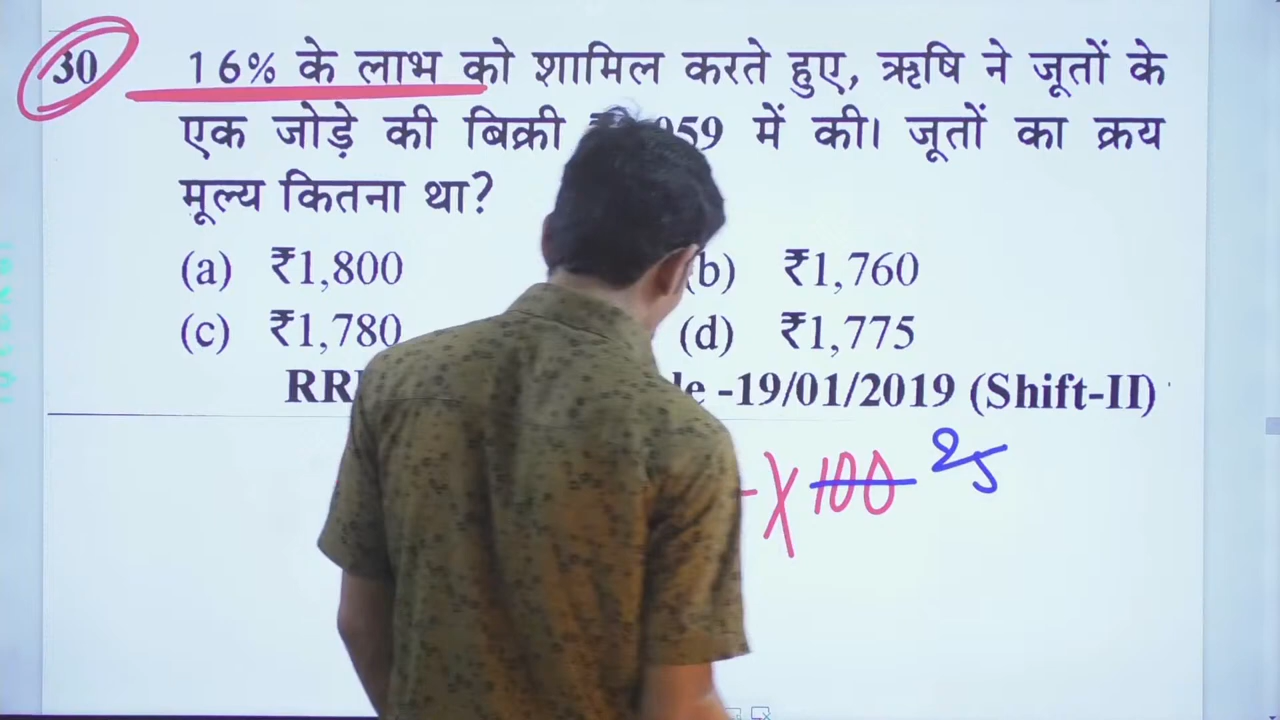 30 16% के लाभ को शामिल करते हुए, ऋषि ने जूतों के
एक जोड़े की बिक्री 059 में की। जूतों का क्रय
मूल्य कितना था?
(a) ₹1,800 (b) ₹1,760
(c) ₹1,780 (d) ₹1,775
-19/01/2019 (Shift-II)
X 100 25